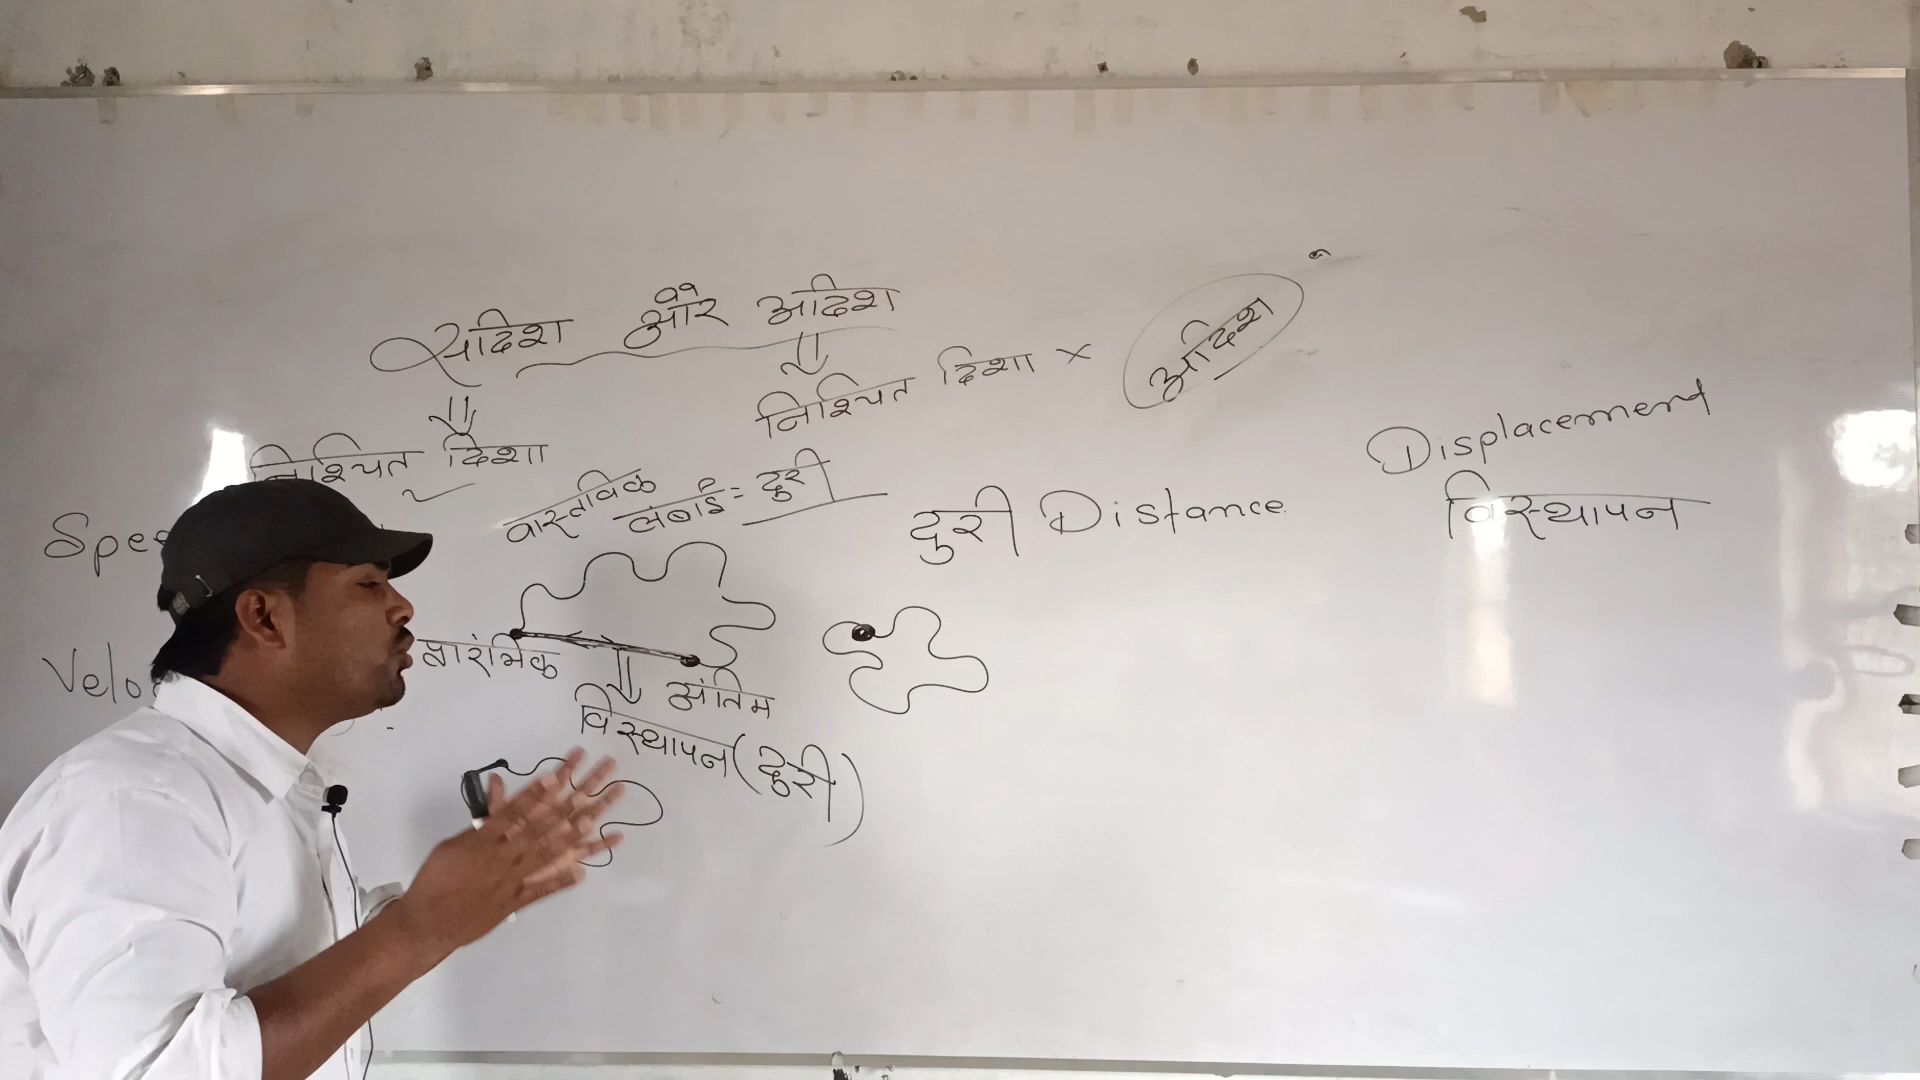 सदिश और अदिश
निश्चित दिशा
निश्चित दिशा ×
अदिश
वास्तविक
लंबाई = दुरी
दुरी Distance
Displacement
विस्थापन
प्रारंभिक
अंतिम
विस्थापन (दुरी)